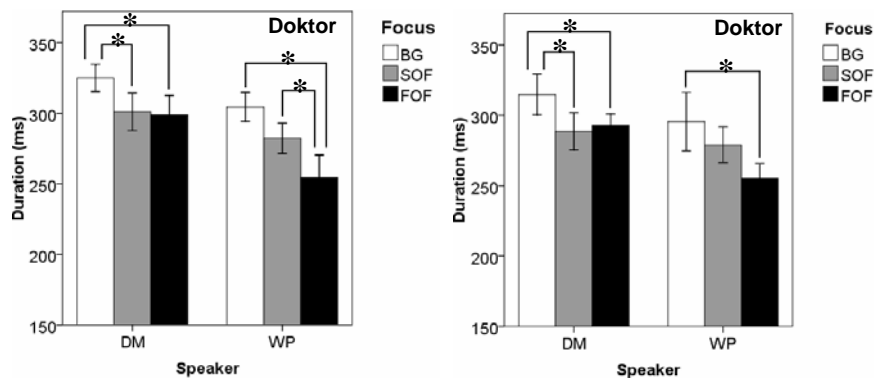 Doktor
Focus
BG
SOF
FOF
Duration (ms)
350
300
250
200
150
*
*
*
*
DM
WP
Speaker
Doktor
Focus
BG
SOF
FOF
Duration (ms)
350
300
250
200
150
*
*
*
DM
WP
Speaker